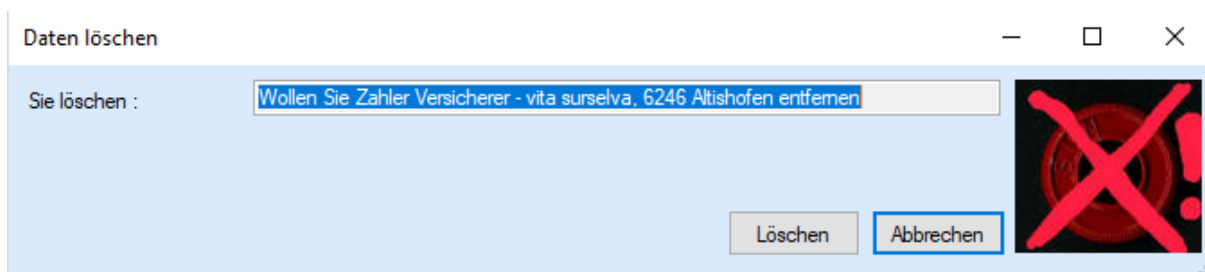 Daten löschen
Sie löschen :
Wollen Sie Zahler Versicherer - vita surselva, 6246 Altishofen entfernen
Löschen
Abbrechen